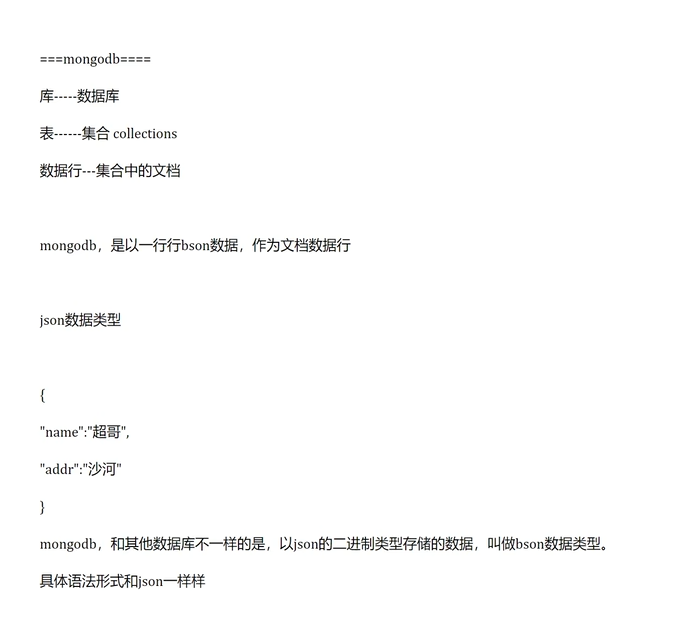 ===mongodb====
库-----数据库
表------集合 collections
数据行---集合中的文档
mongodb，是以一行行bson数据，作为文档数据行
json数据类型
{
"name":"超哥",
"addr":"沙河"
}
mongodb，和其他数据库不一样的是，以json的二进制类型存储的数据，叫做bson数据类型。
具体语法形式和json一样样